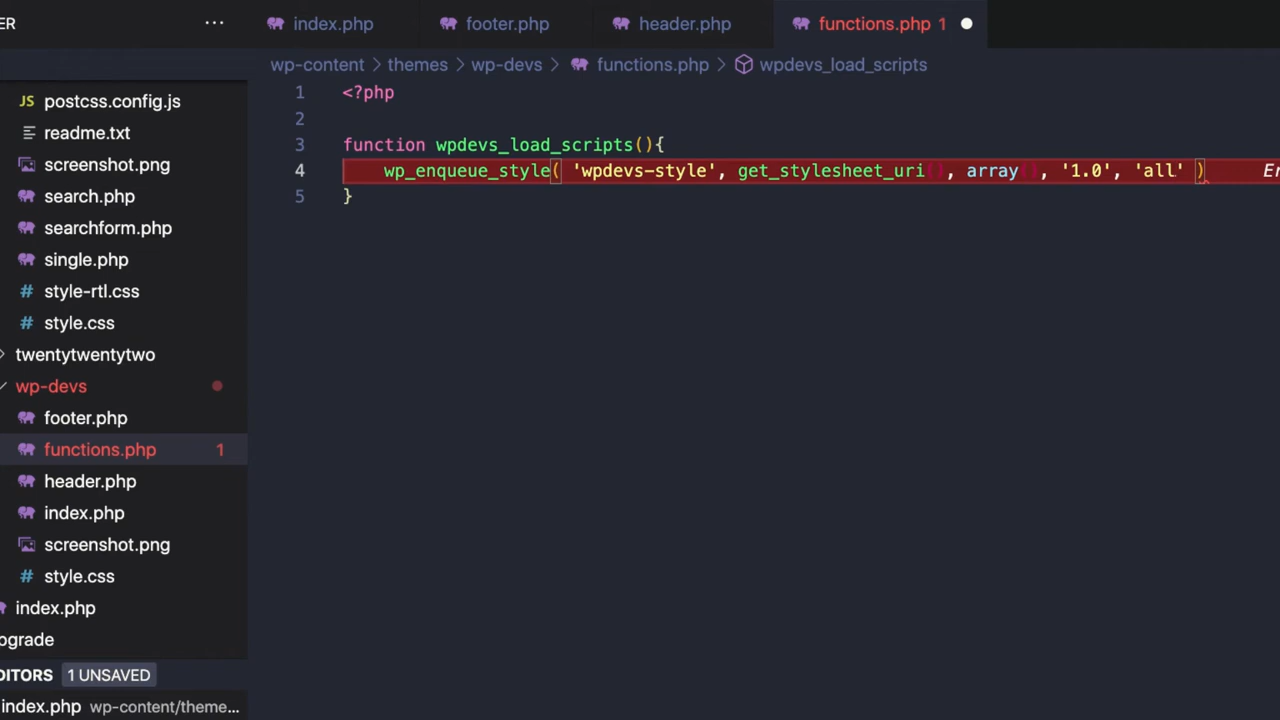 ER
...
index.php
footer.php
header.php
functions.php 1
wp-content > themes > wp-devs > functions.php > wpdevs_load_scripts
JS postcss.config.js
readme.txt
screenshot.png
search.php
searchform.php
single.php
# style-rtl.css
# style.css
twentytwentytwo
wp-devs
footer.php
functions.php 1
header.php
index.php
screenshot.png
# style.css
index.php
pgrade
DITORS 1 UNSAVED
index.php wp-content/theme...
1 <?php
2
3 function wpdevs_load_scripts(){
4 wp_enqueue_style( 'wpdevs-style', get_stylesheet_uri(), array(), '1.0', 'all' ) Er
5 }